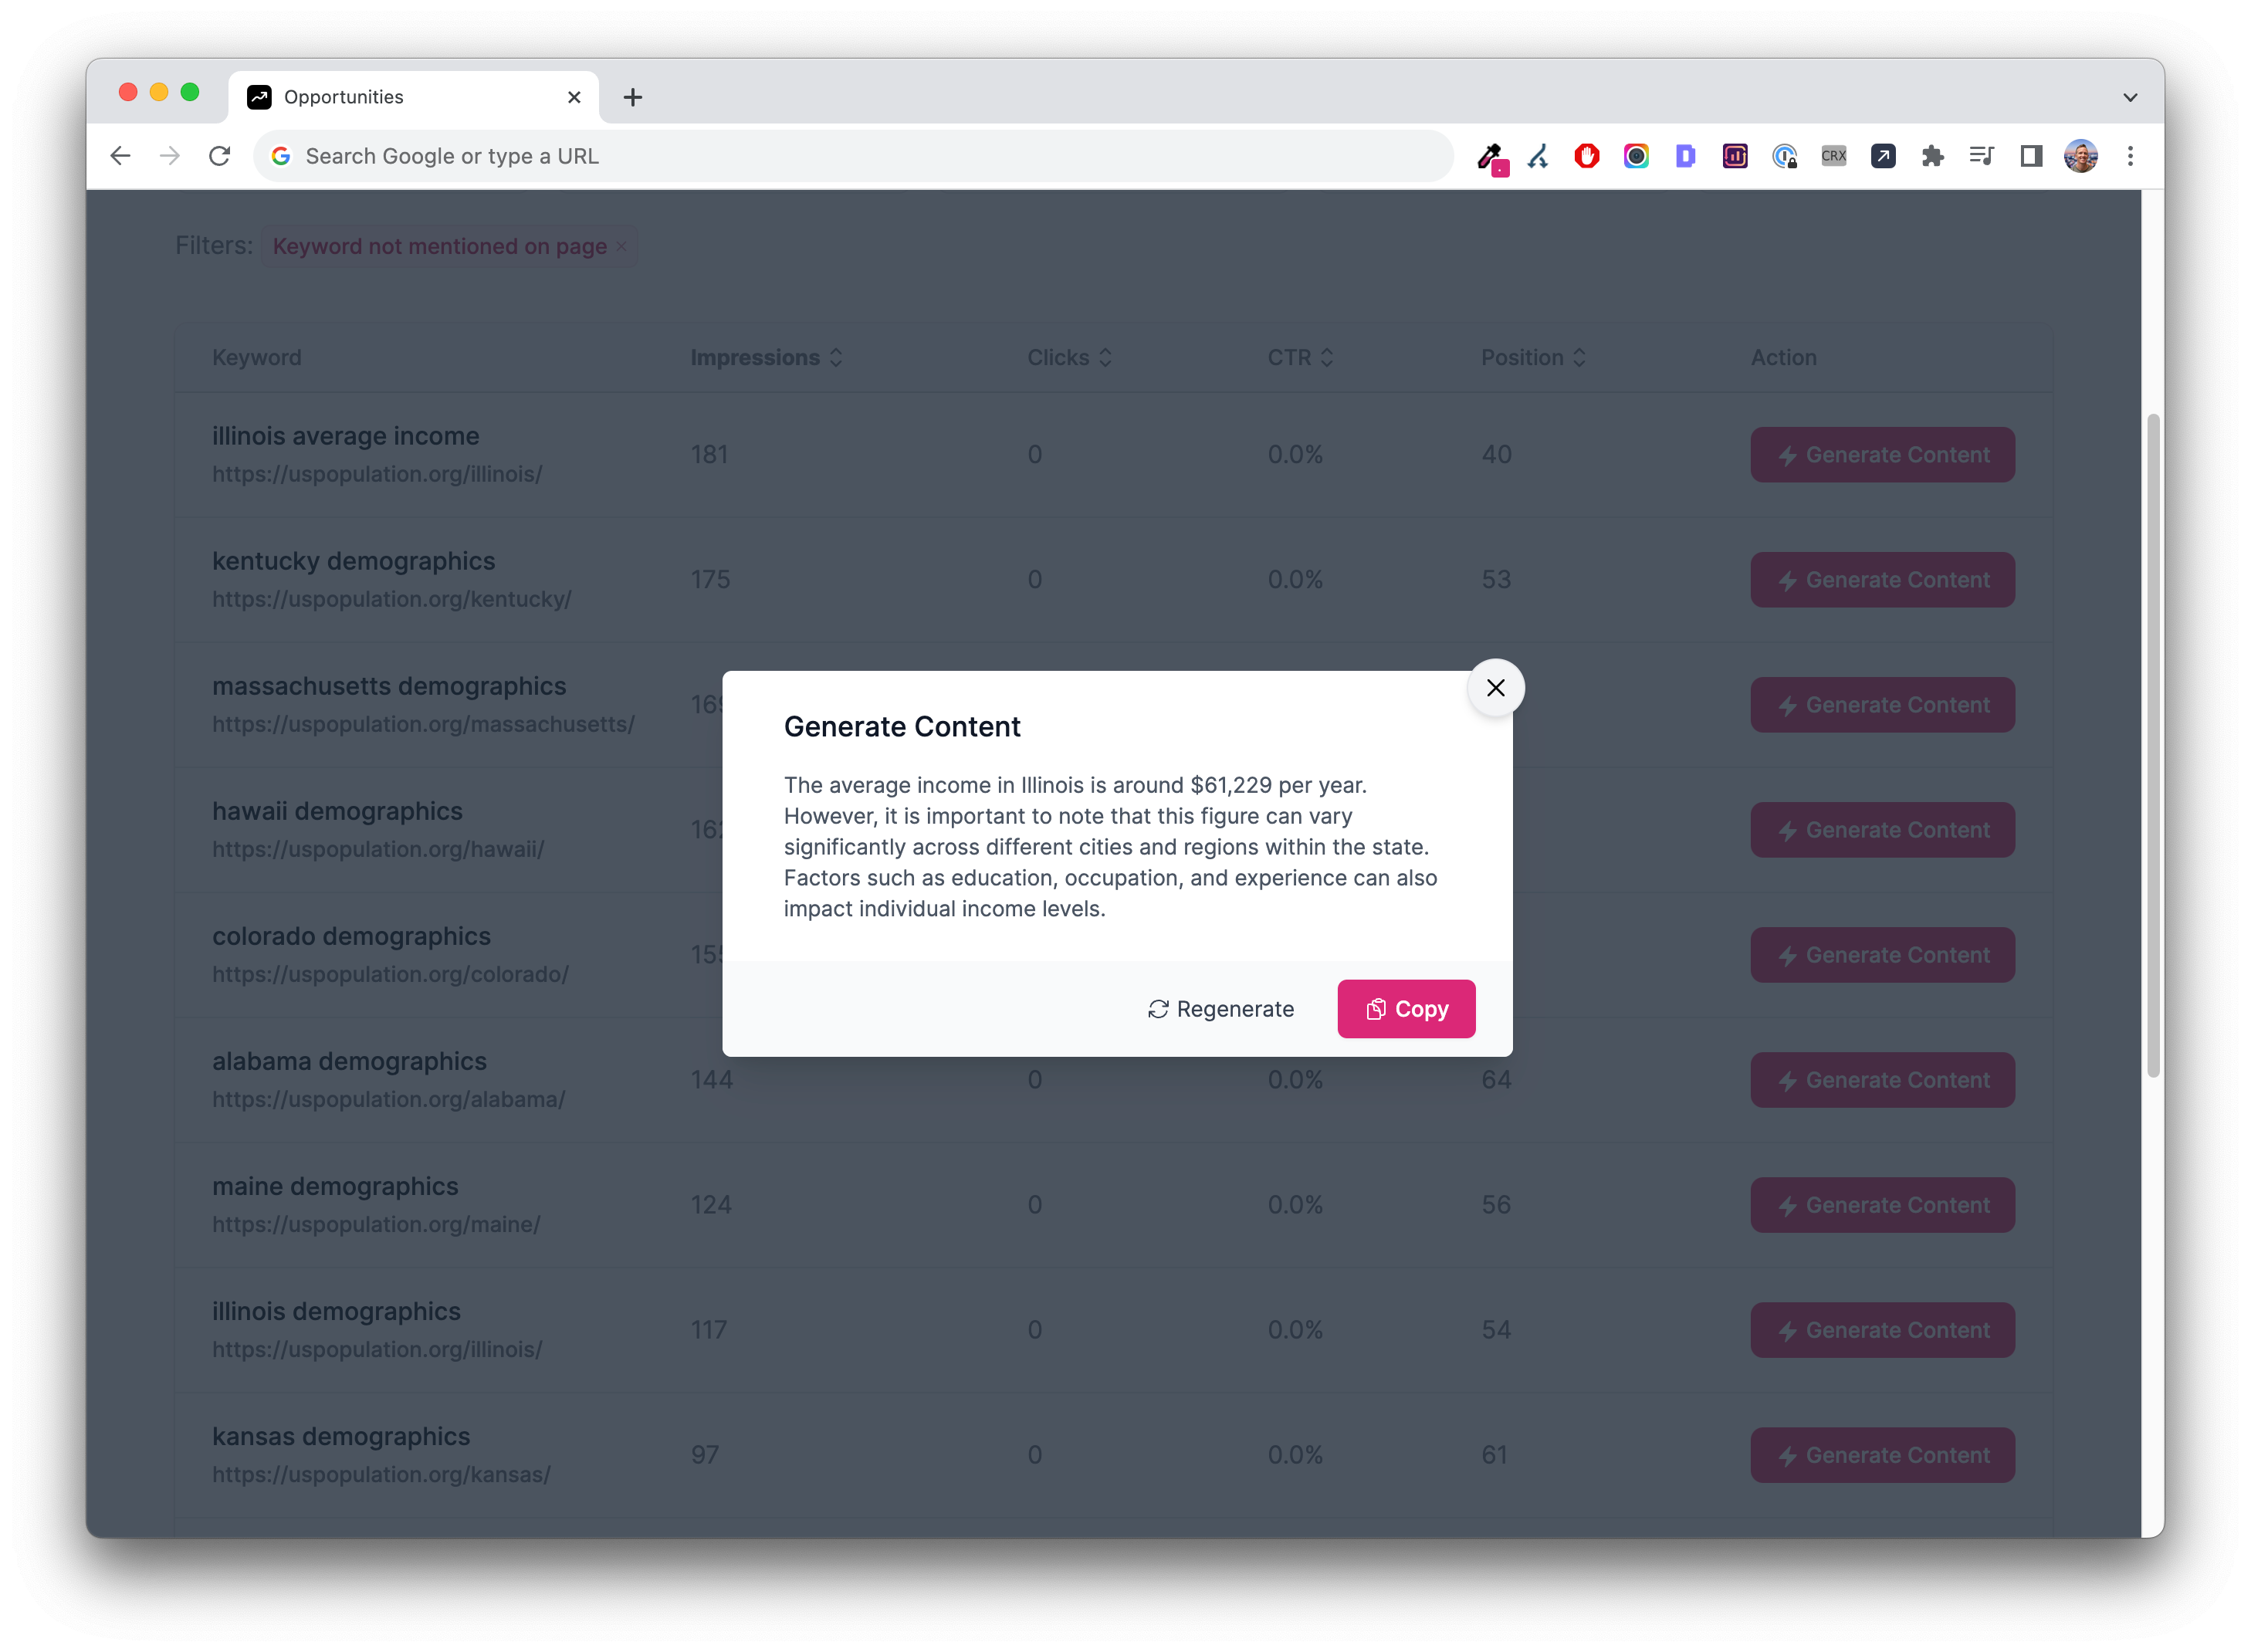 Opportunities
Search Google or type a URL
CRX
Filters: Keyword not mentioned on page ×
Keyword Impressions Clicks CTR Position Action
illinois average income
https://uspopulation.org/illinois/
181 0 0.0% 40 Generate Content
kentucky demographics
https://uspopulation.org/kentucky/
175 0 0.0% 53 Generate Content
massachusetts demographics
https://uspopulation.org/massachusetts/
Generate Content
hawaii demographics
https://uspopulation.org/hawaii/
Generate Content
colorado demographics
https://uspopulation.org/colorado/
Generate Content
alabama demographics
https://uspopulation.org/alabama/
144 0 0.0% 64 Generate Content
maine demographics
https://uspopulation.org/maine/
124 0 0.0% 56 Generate Content
illinois demographics
https://uspopulation.org/illinois/
117 0 0.0% 54 Generate Content
kansas demographics
https://uspopulation.org/kansas/
97 0 0.0% 61 Generate Content
Generate Content
The average income in Illinois is around $61,229 per year.
However, it is important to note that this figure can vary
significantly across different cities and regions within the state.
Factors such as education, occupation, and experience can also
impact individual income levels.
Regenerate
Copy